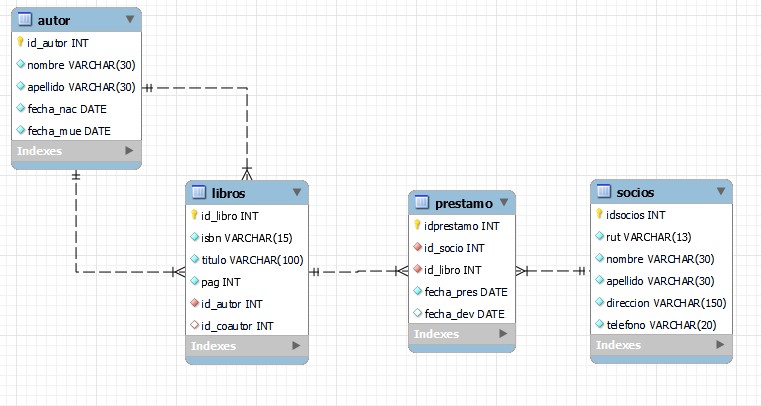 autor
id_autor INT
nombre VARCHAR(30)
apellido VARCHAR(30)
fecha_nac DATE
fecha_mue DATE
Indexes
libros
id_libro INT
isbn VARCHAR(15)
titulo VARCHAR(100)
pag INT
id_autor INT
id_coautor INT
Indexes
prestamo
idprestamo INT
id_socio INT
id_libro INT
fecha_pres DATE
fecha_dev DATE
Indexes
socios
idsocios INT
rut VARCHAR(13)
nombre VARCHAR(30)
apellido VARCHAR(30)
direccion VARCHAR(150)
telefono VARCHAR(20)
Indexes